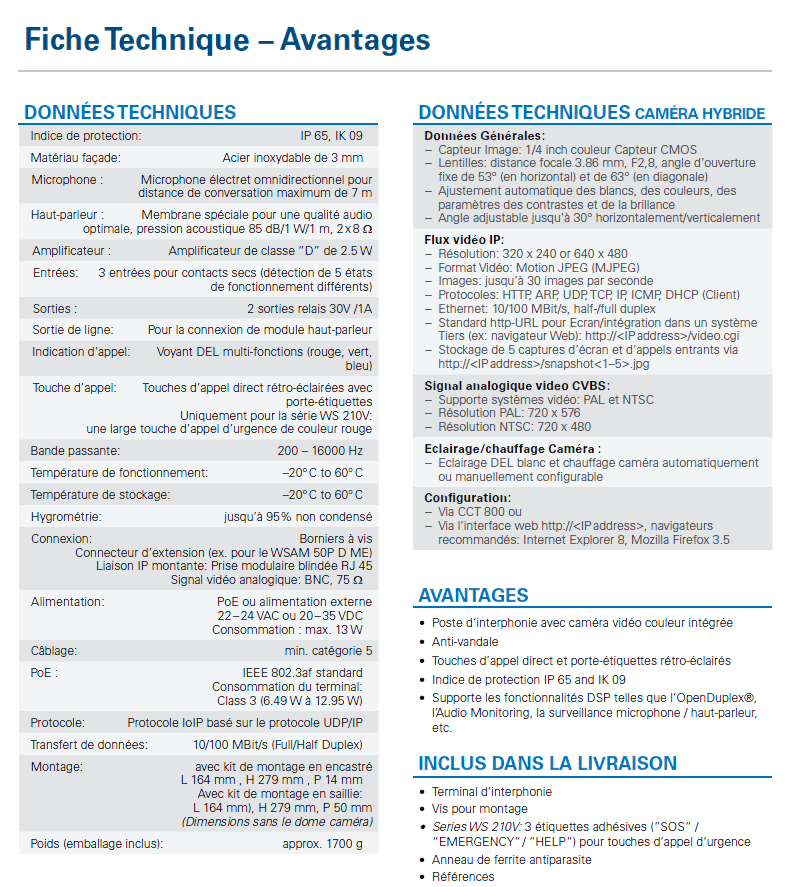 Fiche Technique – Avantages
DONNÉES TECHNIQUES
Indice de protection: IP 65, IK 09
Matériau façade: Acier inoxydable de 3 mm
Microphone : Microphone électret omnidirectionnel pour
distance de conversation maximum de 7 m
Haut-parleur : Membrane spéciale pour une qualité audio
optimale, pression acoustique 85 dB/1 W/1 m, 2 x 8 Ω
Amplificateur : Amplificateur de classe “D” de 2.5 W
Entrées: 3 entrées pour contacts secs (détection de 5 états
de fonctionnement différents)
Sorties : 2 sorties relais 30V /1A
Sortie de ligne: Pour la connexion de module haut-parleur
Indication d’appel: Voyant DEL multi-fonctions (rouge, vert,
bleu)
Touche d’appel: Touches d’appel direct rétro-éclairées avec
porte-étiquettes
Uniquement pour la série WS 210V:
une large touche d’appel d’urgence de couleur rouge
Bande passante: 200 – 16000 Hz
Température de fonctionnement: –20° C to 60° C
Température de stockage: –20° C to 60° C
Hygrométrie: jusqu’à 95 % non condensé
Connexion: Borniers à vis
Connecteur d’extension (ex. pour le WSAM 50P D ME)
Liaison IP montante: Prise modulaire blindée RJ 45
Signal vidéo analogique: BNC, 75 Ω
Alimentation: PoE ou alimentation externe
22 – 24 VAC ou 20 – 35 VDC
Consommation : max. 13 W
Câblage: min. catégorie 5
PoE : IEEE 802.3af standard
Consommation du terminal:
Class 3 (6.49 W à 12.95 W)
Protocole: Protocole IoIP basé sur le protocole UDP/IP
Transfert de données: 10/100 MBit/s (Full/Half Duplex)
Montage: avec kit de montage en encastré
L 164 mm , H 279 mm , P 14 mm
Avec kit de montage en saillie:
L 164 mm), H 279 mm, P 50 mm
(Dimensions sans le dome caméra)
Poids (emballage inclus): approx. 1700 g
DONNÉES TECHNIQUES CAMÉRA HYBRIDE
Données Générales:
– Capteur Image: 1/4 inch couleur Capteur CMOS
– Lentilles: distance focale 3.86 mm, F2,8, angle d’ouverture
fixe de 53° (en horizontal) et de 63° (en diagonale)
– Ajustement automatique des blancs, des couleurs, des
paramètres des contrastes et de la brillance
– Angle adjustable jusqu’à 30° horizontalement/verticalement
Flux vidéo IP:
– Résolution: 320 x 240 or 640 x 480
– Format Vidéo: Motion JPEG (MJPEG)
– Images: jusqu’à 30 images par seconde
– Protocoles: HTTP, ARP, UDP, TCP, IP, ICMP, DHCP (Client)
– Ethernet: 10/100 MBit/s, half-/full duplex
– Standard http-URL pour Ecran/intégration dans un système
Tiers (ex: navigateur Web): http://<IP address>/video.cgi
– Stockage de 5 captures d’écran et d’appels entrants via
http://<IP address>/snapshot<1–5>.jpg
Signal analogique video CVBS:
– Supporte systèmes vidéo: PAL et NTSC
– Résolution PAL: 720 x 576
– Résolution NTSC: 720 x 480
Eclairage/chauffage Caméra :
– Eclairage DEL blanc et chauffage caméra automatiquement
ou manuellement configurable
Configuration:
– Via CCT 800 ou
– Via l’interface web http://<IP address>, navigateurs
recommandés: Internet Explorer 8, Mozilla Firefox 3.5
AVANTAGES
• Poste d’interphonie avec caméra vidéo couleur intégrée
• Anti-vandale
• Touches d’appel direct et porte-étiquettes rétro-éclairés
• Indice de protection IP 65 and IK 09
• Supporte les fonctionnalités DSP telles que l’OpenDuplex®,
l’Audio Monitoring, la surveillance microphone / haut-parleur,
etc.
INCLUS DANS LA LIVRAISON
• Terminal d’interphonie
• Vis pour montage
• Series WS 210V: 3 étiquettes adhésives (“SOS” /
“EMERGENCY” / “HELP”) pour touches d’appel d’urgence
• Anneau de ferrite antiparasite
• Références